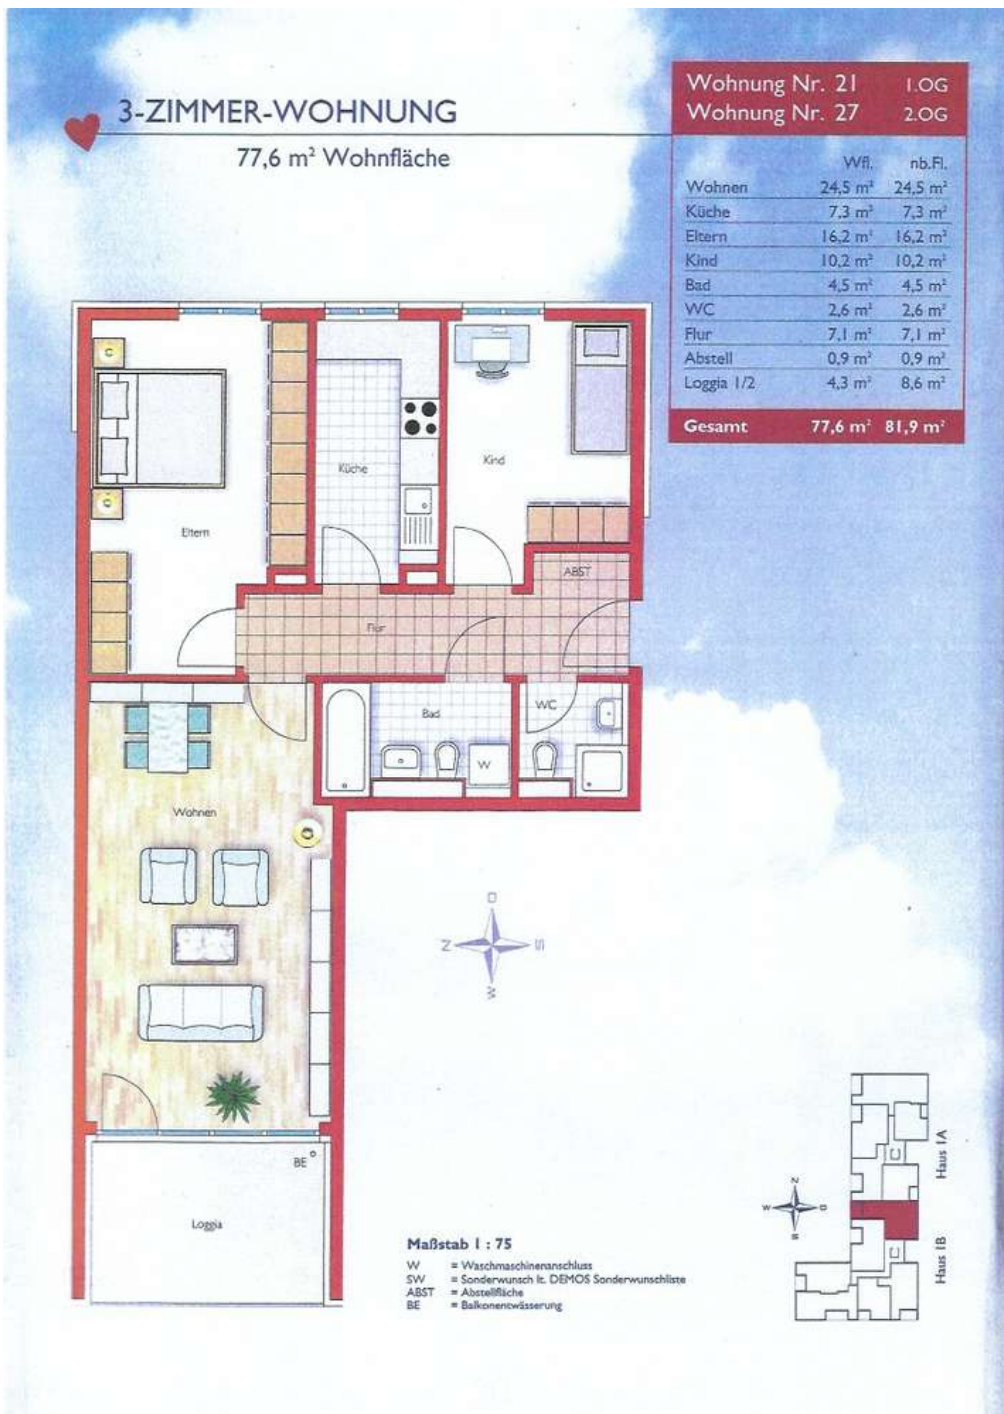 3-ZIMMER-WOHNUNG
77,6 m² Wohnfläche
Wohnung Nr. 21 1.OG
Wohnung Nr. 27 2.OG
Wfl. nb.Fl.
Wohnen 24,5 m² 24,5 m²
Küche 7,3 m² 7,3 m²
Eltern 16,2 m² 16,2 m²
Kind 10,2 m² 10,2 m²
Bad 4,5 m² 4,5 m²
WC 2,6 m² 2,6 m²
Flur 7,1 m² 7,1 m²
Abstell 0,9 m² 0,9 m²
Loggia 1/2 4,3 m² 8,6 m²
Gesamt 77,6 m² 81,9 m²
Küche
Kind
Eltern
ABST
Flur
Bad
WC
W
Wohnen
O
N
S
W
BE
Loggia
Maßstab 1 : 75
W = Waschmaschinenanschluss
SW = Sonderwunsch lt. DEMOS Sonderwunschliste
ABST = Abstellfläche
BE = Balkonentwässerung
N
W
O
S
Haus 1A
Haus 1B